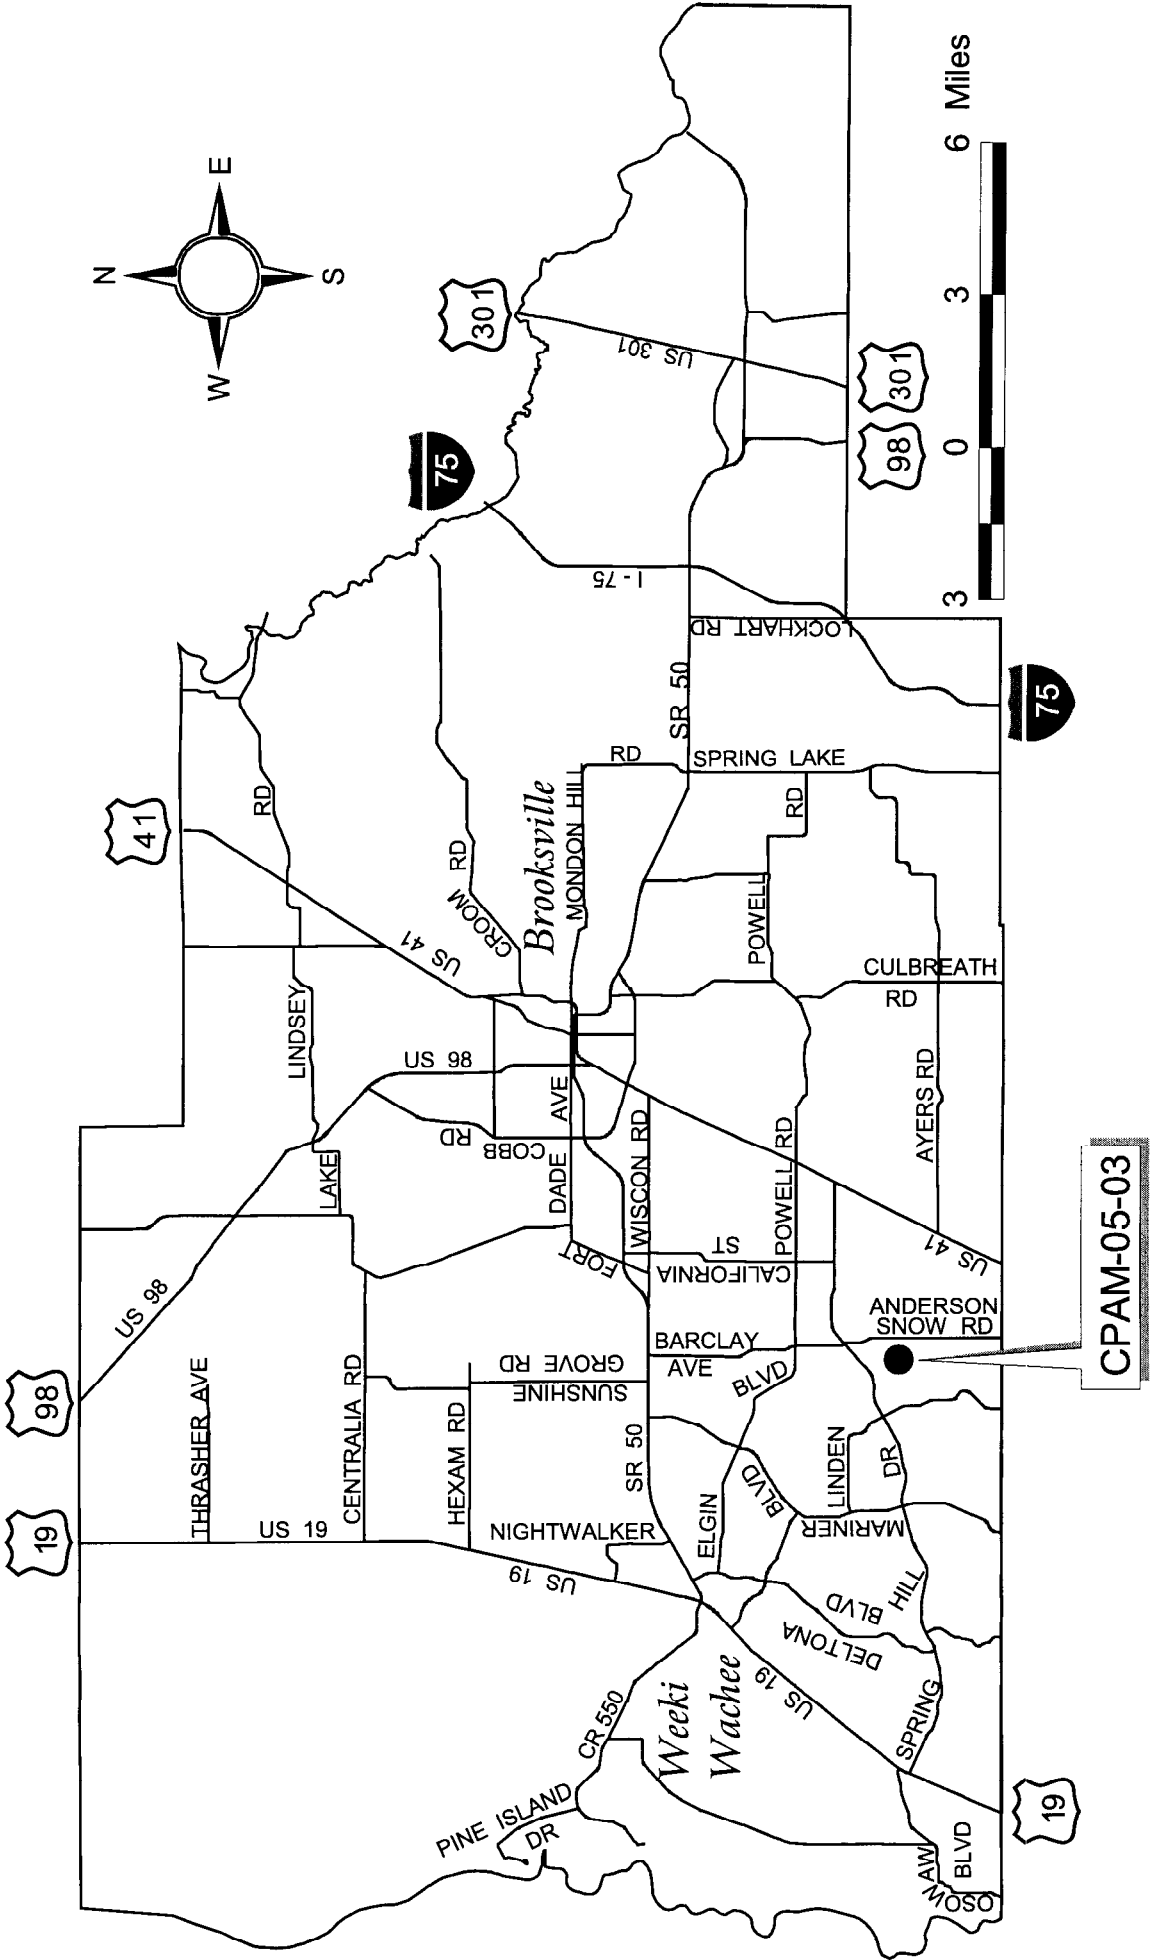 N
W
E
S
98
19
41
75
301
US 98
THRASHER AVE
US 19
CENTRALIA RD
HEXAM RD
SUNSHINE
GROVE RD
NIGHTWALKER
US 19
LINDSEY
RD
LAKE
US 98
COBB
RD
US 41
CROOM
RD
Brooksville
MONDON HILL
RD
DADE AVE
FORT
WISCON RD
CALIFORNIA
ST
SR 50
SPRING LAKE
LOCKHART RD
I - 75
US 301
98
301
POWELL
RD
CULBREATH
RD
POWELL RD
AYERS RD
US 41
ANDERSON
SNOW RD
BARCLAY
AVE
SR 50
ELGIN
BLVD
MARINER
BLVD
LINDEN
DR
DELTONA
BLVD
SPRING
HILL
Weeki
Wachee
US 19
CR 550
PINE ISLAND
DR
OSOW
AW
BLVD
19
75
CPAM-05-03
3
0
3
6 Miles